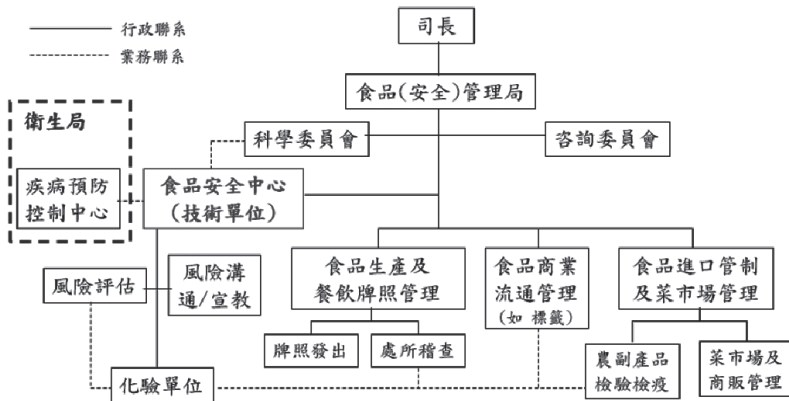 行政聯系
業務聯系
司長
食品(安全)管理局
衛生局
科學委員會
咨詢委員會
疾病預防
控制中心
食品安全中心
(技術單位)
風險評估
風險溝
通/宣教
食品生產及
餐飲牌照管理
食品商業
流通管理
(如 標籤)
食品進口管制
及菜市場管理
牌照發出
處所稽查
農副產品
檢驗檢疫
菜市場及
商販管理
化驗單位